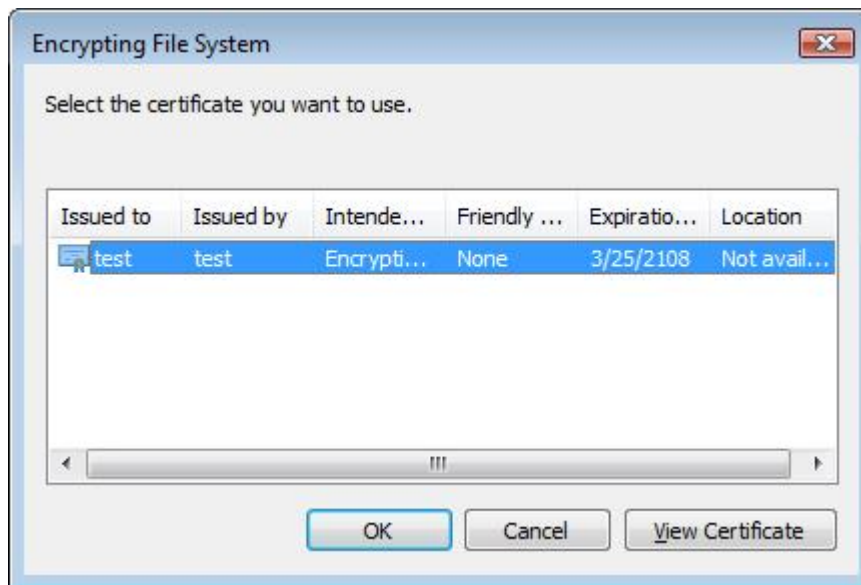 Encrypting File System
Select the certificate you want to use.
Issued to Issued by Intende... Friendly ... Expiratio... Location
test test Encrypti... None 3/25/2108 Not avail...
OK Cancel View Certificate